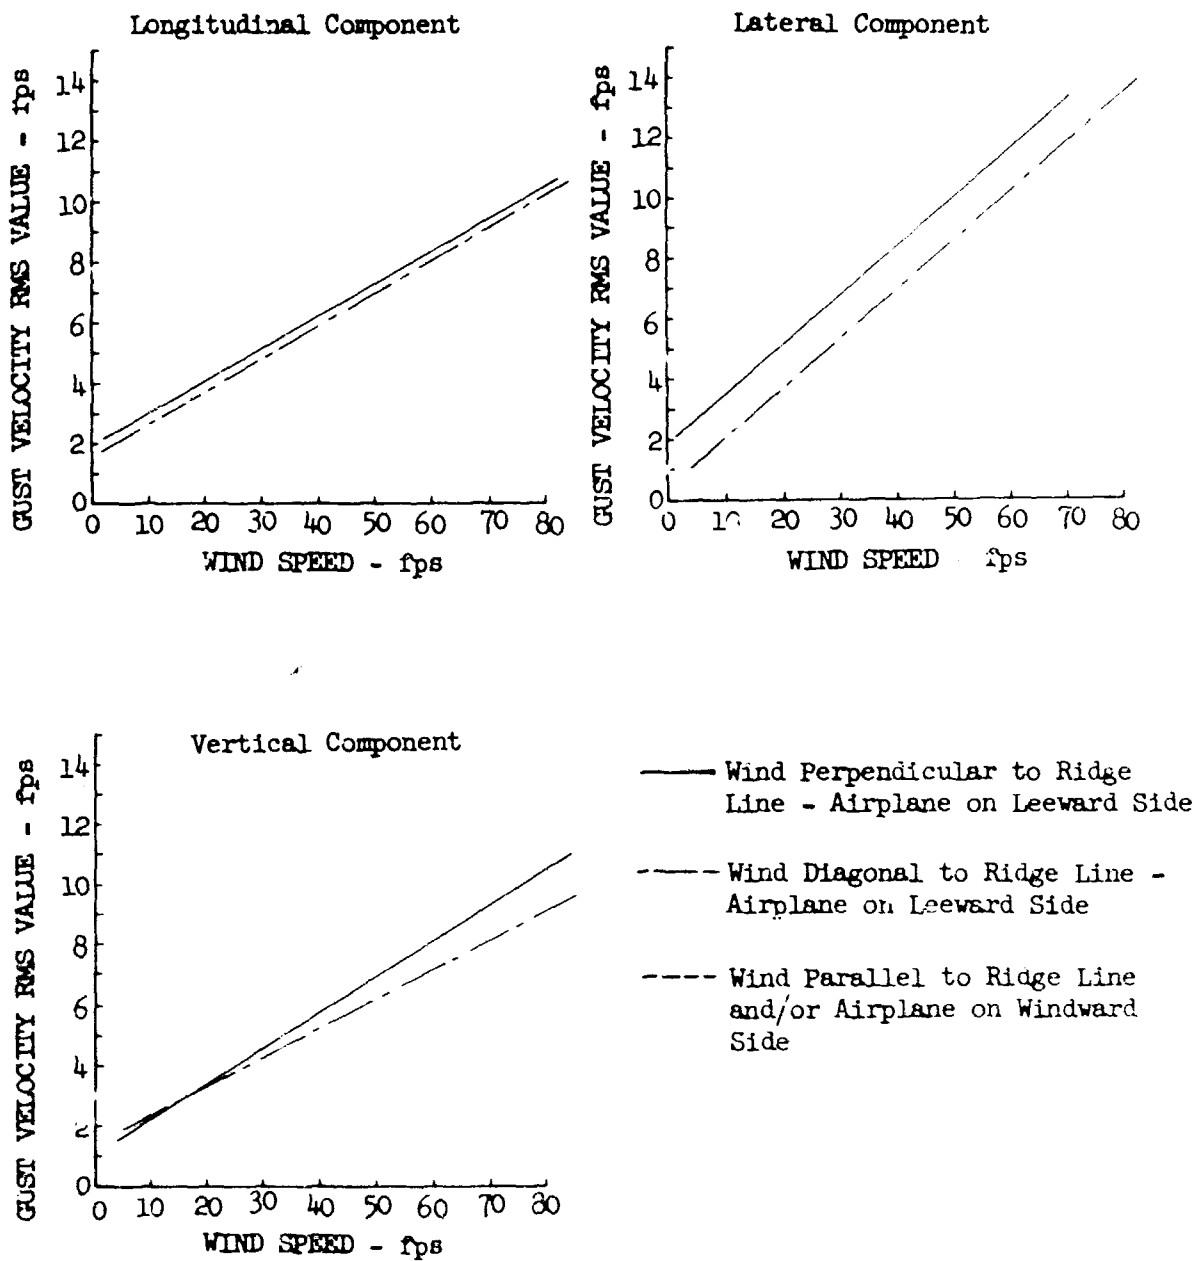 Longitudinal Component
GUST VELOCITY RMS VALUE - fps
14
12
10
8
6
4
2
0
0 10 20 30 40 50 60 70 80
WIND SPEED - fps
Lateral Component
GUST VELOCITY RMS VALUE - fps
14
12
10
8
6
4
2
0
0 10 20 30 40 50 60 70 80
WIND SPEED fps
Vertical Component
GUST VELOCITY RMS VALUE - fps
14
12
10
8
6
4
2
0
0 10 20 30 40 50 60 70 80
WIND SPEED - fps
Wind Perpendicular to Ridge
Line - Airplane on Leeward Side
Wind Diagonal to Ridge Line -
Airplane on Leeward Side
Wind Parallel to Ridge Line
and/or Airplane on Windward
Side